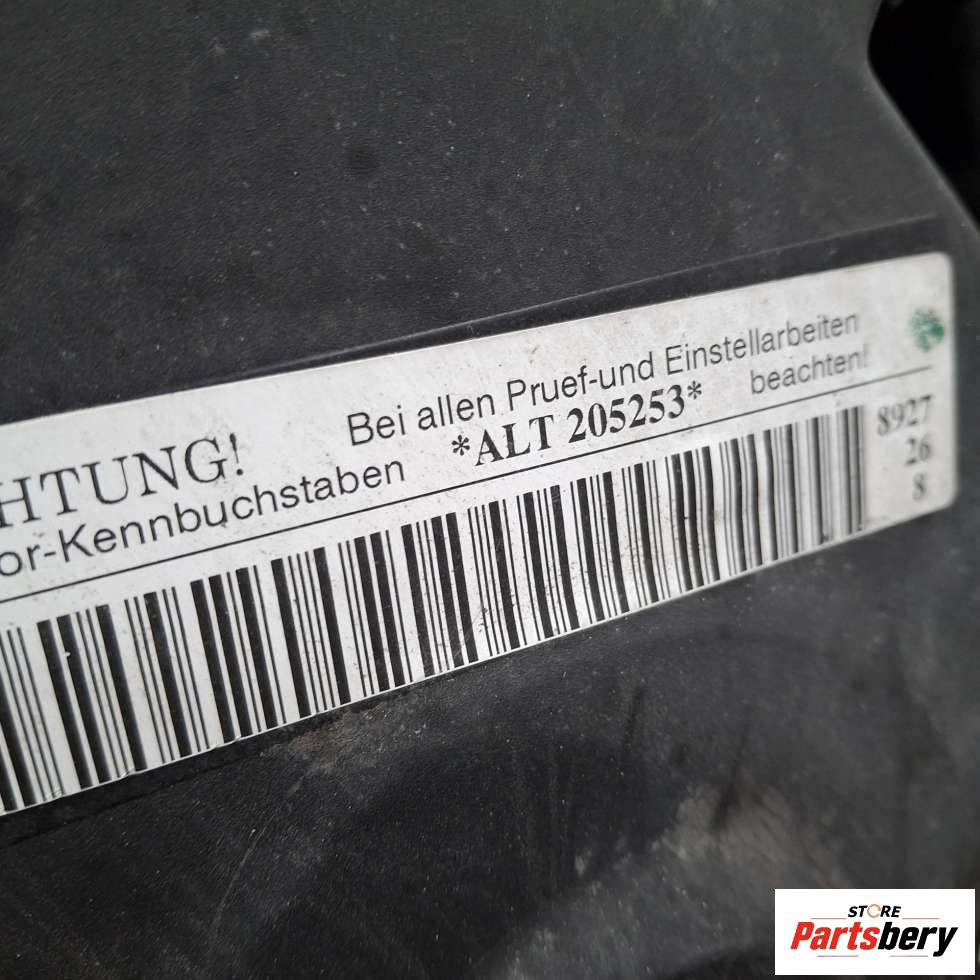 HTUNG! Bei allen Pruef-und Einstellarbeiten
or-Kennbuchstaben *ALT 205253* beachten!
8927
26
8
STORE
Partsbery